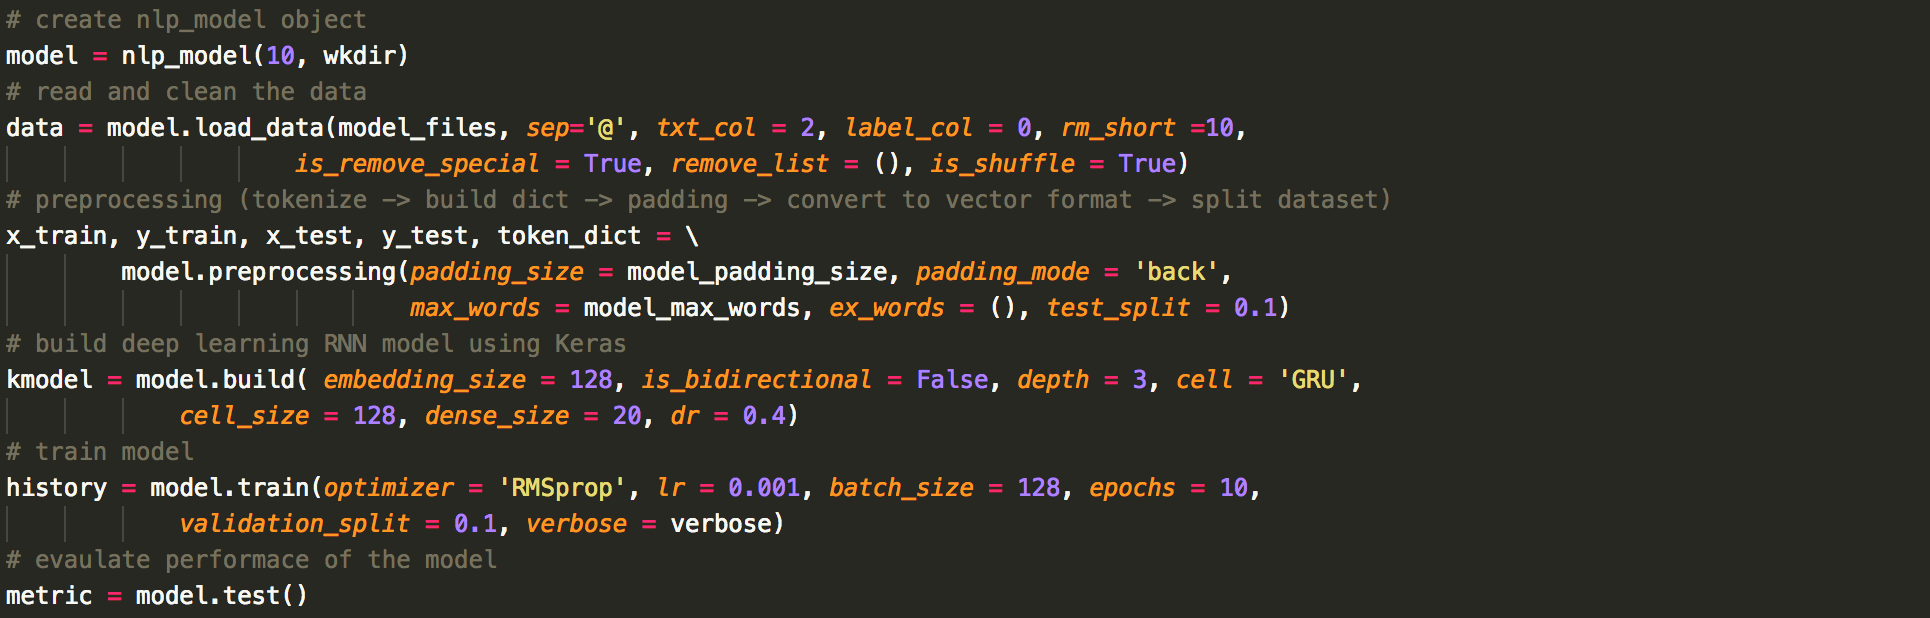 # create nlp_model object
model = nlp_model(10, wkdir)
# read and clean the data
data = model.load_data(model_files, sep='@', txt_col = 2, label_col = 0, rm_short =10,
is_remove_special = True, remove_list = (), is_shuffle = True)
# preprocessing (tokenize -> build dict -> padding -> convert to vector format -> split dataset)
x_train, y_train, x_test, y_test, token_dict = \
model.preprocessing(padding_size = model_padding_size, padding_mode = 'back',
max_words = model_max_words, ex_words = (), test_split = 0.1)
# build deep learning RNN model using Keras
kmodel = model.build( embedding_size = 128, is_bidirectional = False, depth = 3, cell = 'GRU',
cell_size = 128, dense_size = 20, dr = 0.4)
# train model
history = model.train(optimizer = 'RMSprop', lr = 0.001, batch_size = 128, epochs = 10,
validation_split = 0.1, verbose = verbose)
# evaulate performace of the model
metric = model.test()